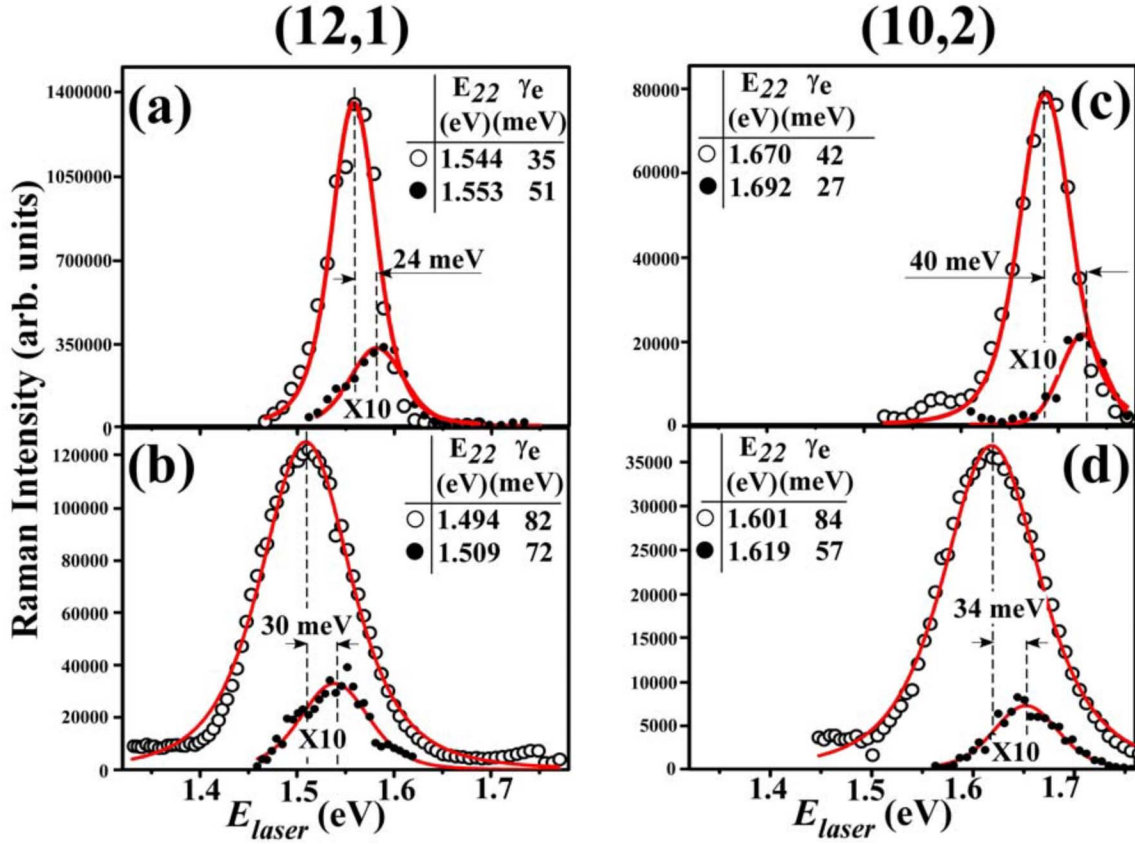 (12,1)
(10,2)
Raman Intensity (arb. units)
(a)
1400000
1050000
700000
350000
0
E22 γe
(eV)(meV)
○ 1.544 35
● 1.553 51
24 meV
X10
(c)
80000
60000
40000
20000
0
E22 γe
(eV)(meV)
○ 1.670 42
● 1.692 27
40 meV
X10
(b)
120000
100000
80000
60000
40000
20000
0
E22 γe
(eV)(meV)
○ 1.494 82
● 1.509 72
30 meV
X10
1.4 1.5 1.6 1.7
Elaser (eV)
(d)
35000
30000
25000
20000
15000
10000
5000
0
E22 γe
(eV)(meV)
○ 1.601 84
● 1.619 57
34 meV
X10
1.4 1.5 1.6 1.7
Elaser (eV)